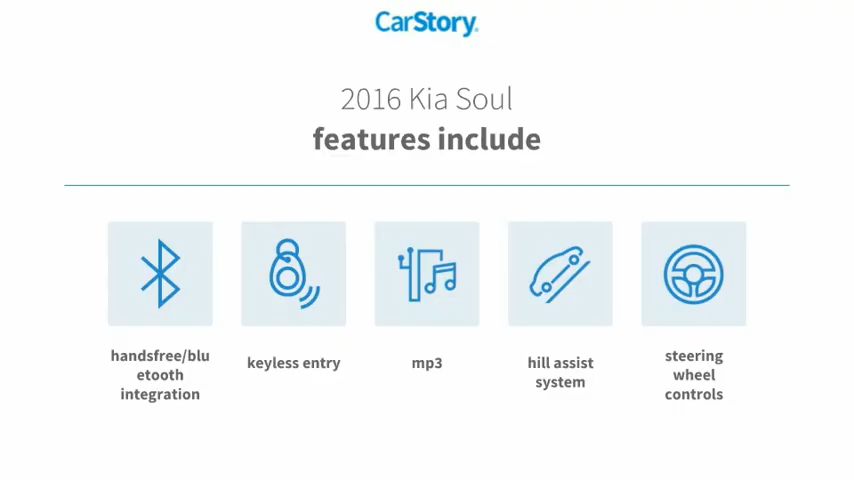 CarStory
2016 Kia Soul
features include
handsfree/blu
etooth
integration
keyless entry
mp3
hill assist
system
steering
wheel
controls